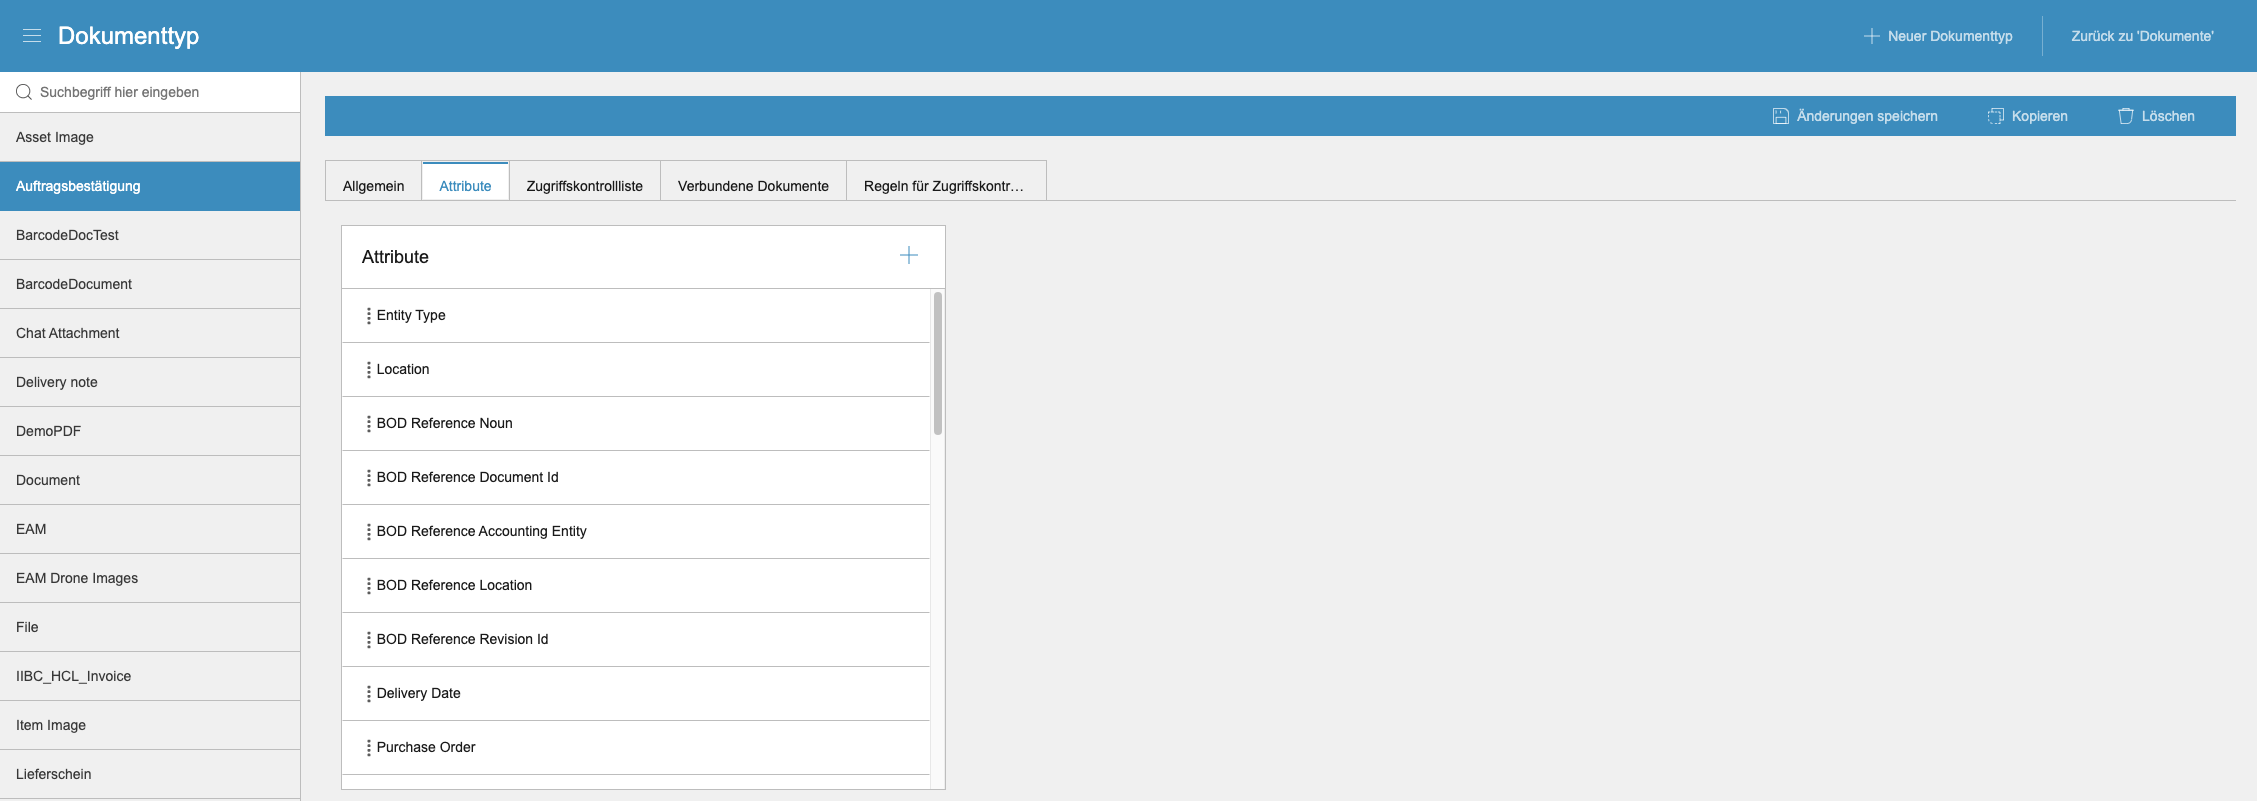 Dokumenttyp
Neuer Dokumenttyp
Zurück zu 'Dokumente'
Suchbegriff hier eingeben
Asset Image
Auftragsbestätigung
BarcodeDocTest
BarcodeDocument
Chat Attachment
Delivery note
DemoPDF
Document
EAM
EAM Drone Images
File
IIBC_HCL_Invoice
Item Image
Lieferschein
Änderungen speichern
Kopieren
Löschen
Allgemein
Attribute
Zugriffskontrollliste
Verbundene Dokumente
Regeln für Zugriffskontr…
Attribute
Entity Type
Location
BOD Reference Noun
BOD Reference Document Id
BOD Reference Accounting Entity
BOD Reference Location
BOD Reference Revision Id
Delivery Date
Purchase Order